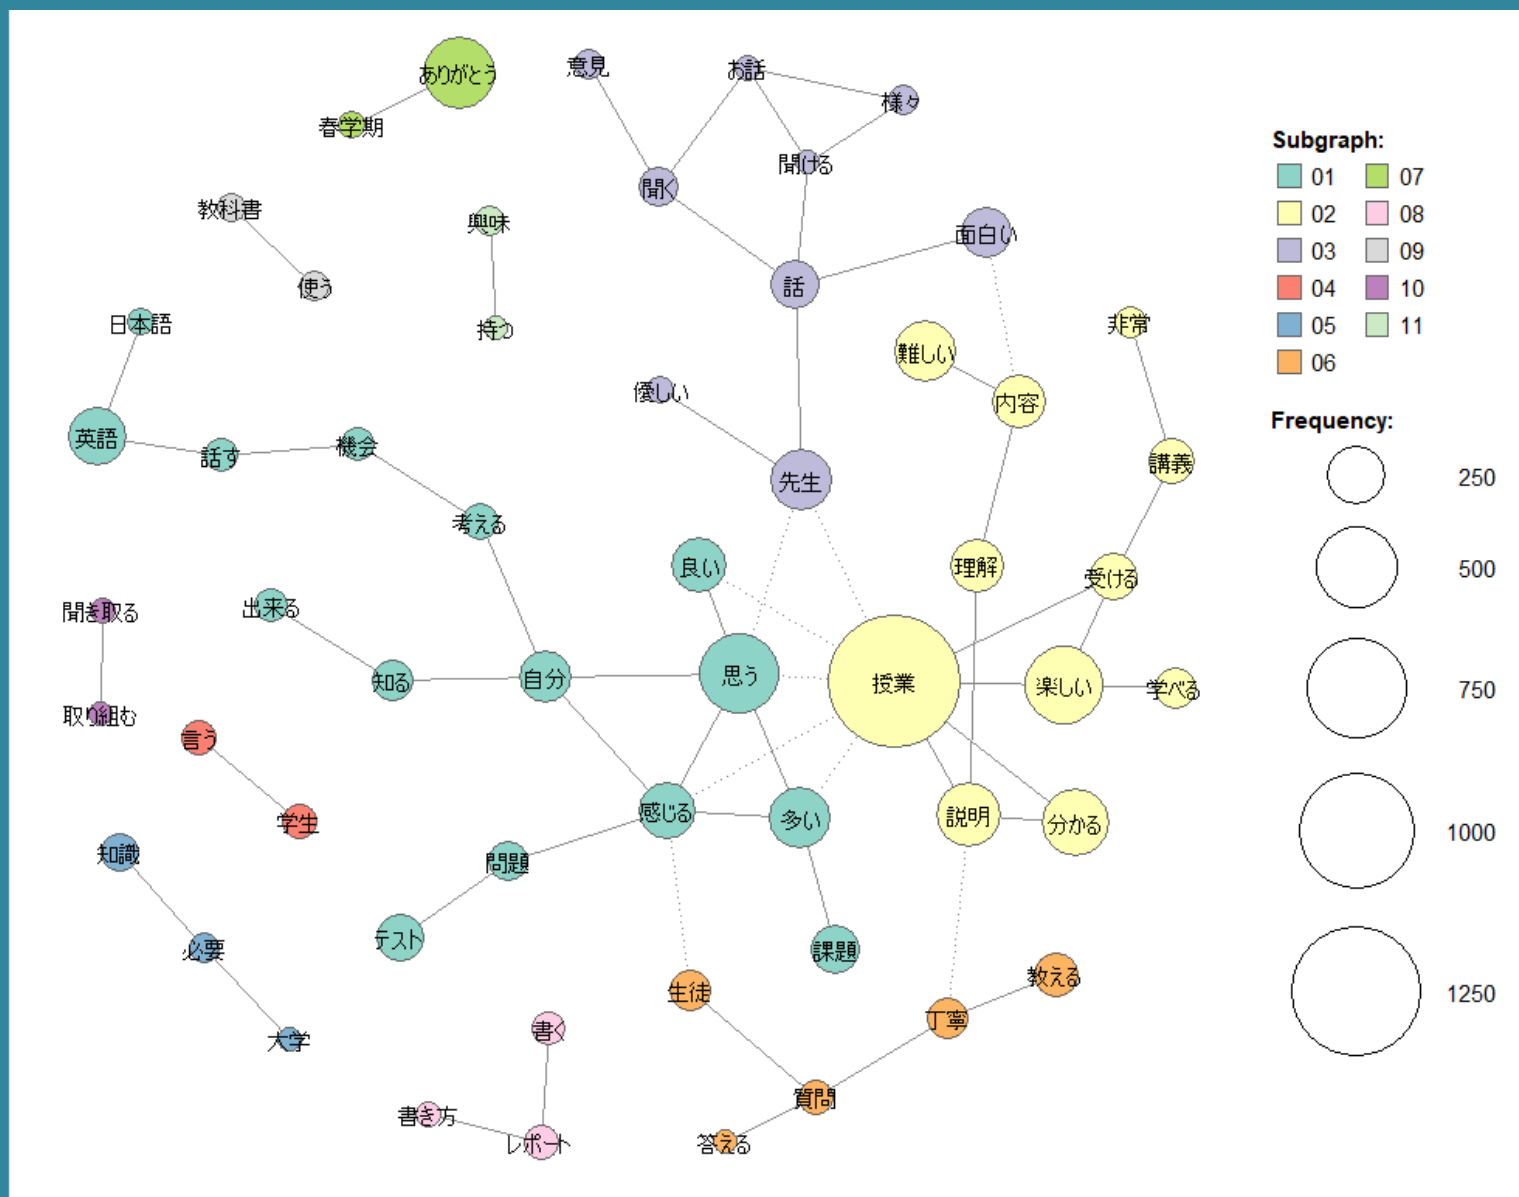 ありがとう
春学期
意見
お話
様々
聞ける
聞く
教科書
使う
興味
持つ
面白い
話
日本語
英語
話す
機会
考える
優しい
先生
難しい
内容
非常
講義
良い
理解
受ける
聞き取る
取り組む
出来る
知る
自分
思う
授業
楽しい
学べる
言う
学生
感じる
多い
説明
分かる
知識
必要
大学
問題
テスト
課題
生徒
丁寧
教える
書く
書き方
レポート
質問
答える
Subgraph:
01 07
02 08
03 09
04 10
05 11
06
Frequency:
250
500
750
1000
1250